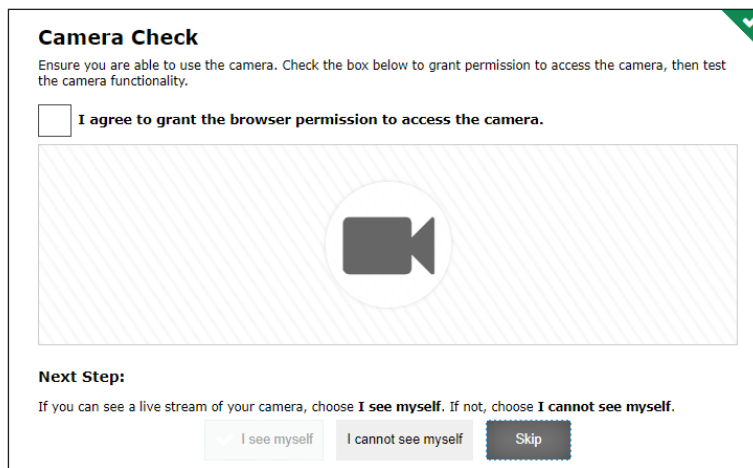 Camera Check
Ensure you are able to use the camera. Check the box below to grant permission to access the camera, then test
the camera functionality.
I agree to grant the browser permission to access the camera.
Next Step:
If you can see a live stream of your camera, choose I see myself. If not, choose I cannot see myself.
I see myself I cannot see myself Skip